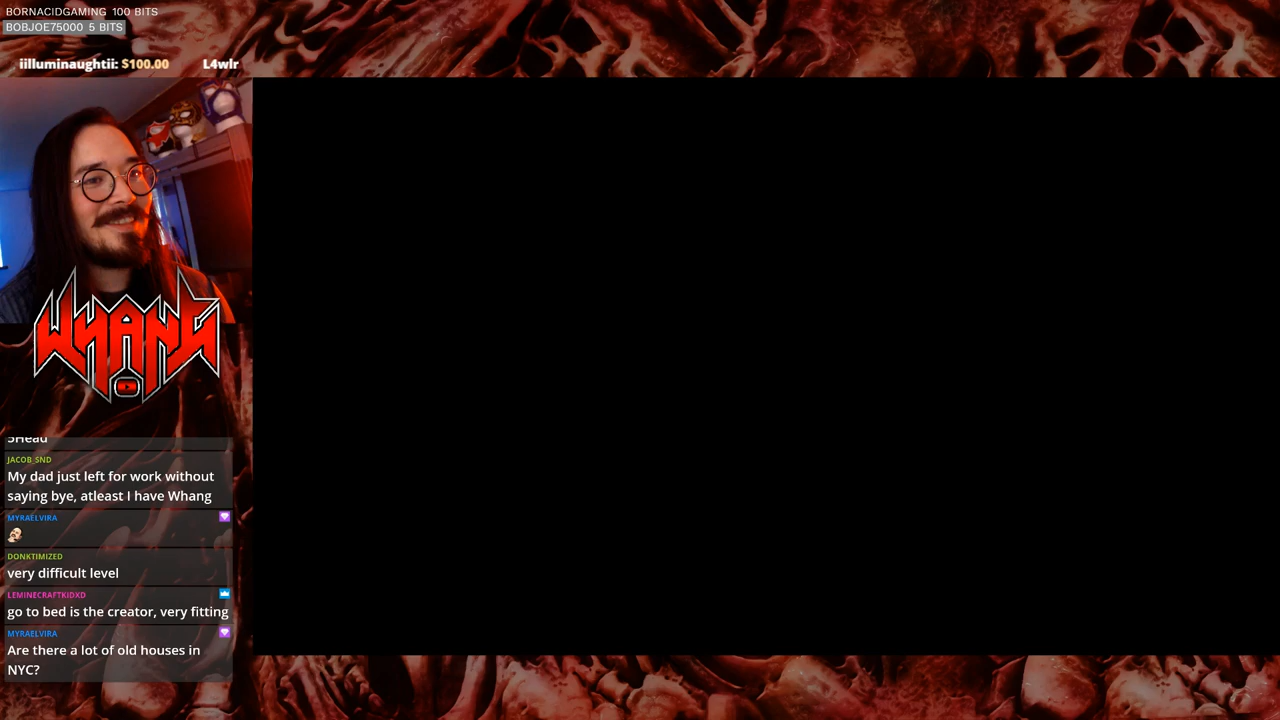 BORNACIDGAMING 100 BITS
BOBJOE75000 5 BITS
iilluminaughtii: $100.00 L4wlr
WHANG
5Head
JACOB SND
My dad just left for work without
saying bye, atleast I have Whang
MYRAELVIRA
DONKTIMIZED
very difficult level
LEMINECRAFTKIDXD
go to bed is the creator, very fitting
MYRAELVIRA
Are there a lot of old houses in
NYC?